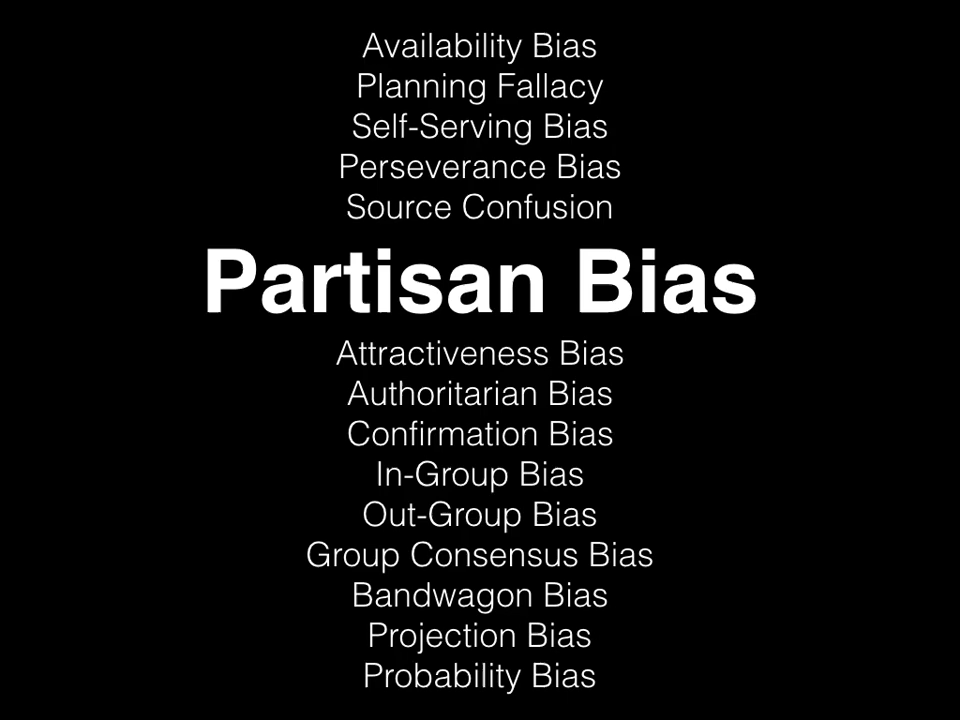 Availability Bias
Planning Fallacy
Self-Serving Bias
Perseverance Bias
Source Confusion
Partisan Bias
Attractiveness Bias
Authoritarian Bias
Confirmation Bias
In-Group Bias
Out-Group Bias
Group Consensus Bias
Bandwagon Bias
Projection Bias
Probability Bias